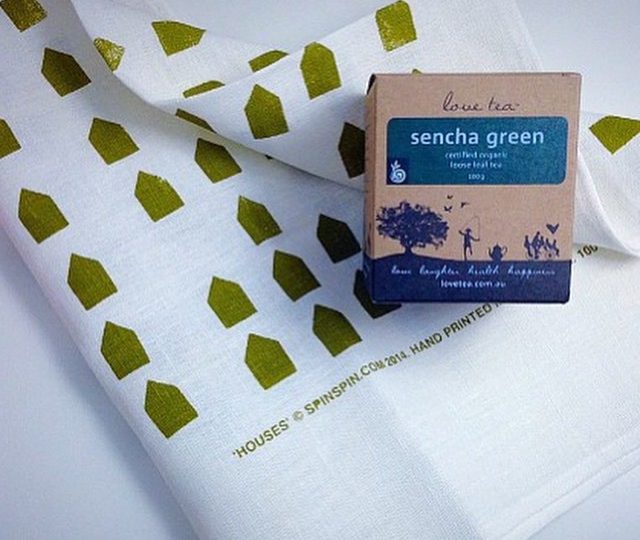 love tea
sencha green
certified organic
loose leaf tea
100g
love laughter health happiness
lovetea.com.au
'HOUSES' © SPINSPIN.COM 2014. HAND PRINTED
100